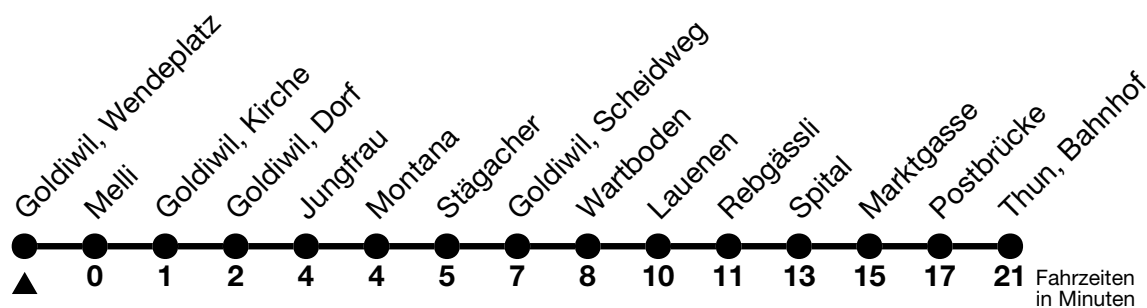 Goldiwil, Wendeplatz
Melli
Goldiwil, Kirche
Goldiwil, Dorf
Jungfrau
Montana
Stägacher
Goldiwil, Scheidweg
Wartboden
Lauenen
Rebgässli
Spital
Marktgasse
Postbrücke
Thun, Bahnhof
0 1 2 4 4 5 7 8 10 11 13 15 17 21 Fahrzeiten
in Minuten